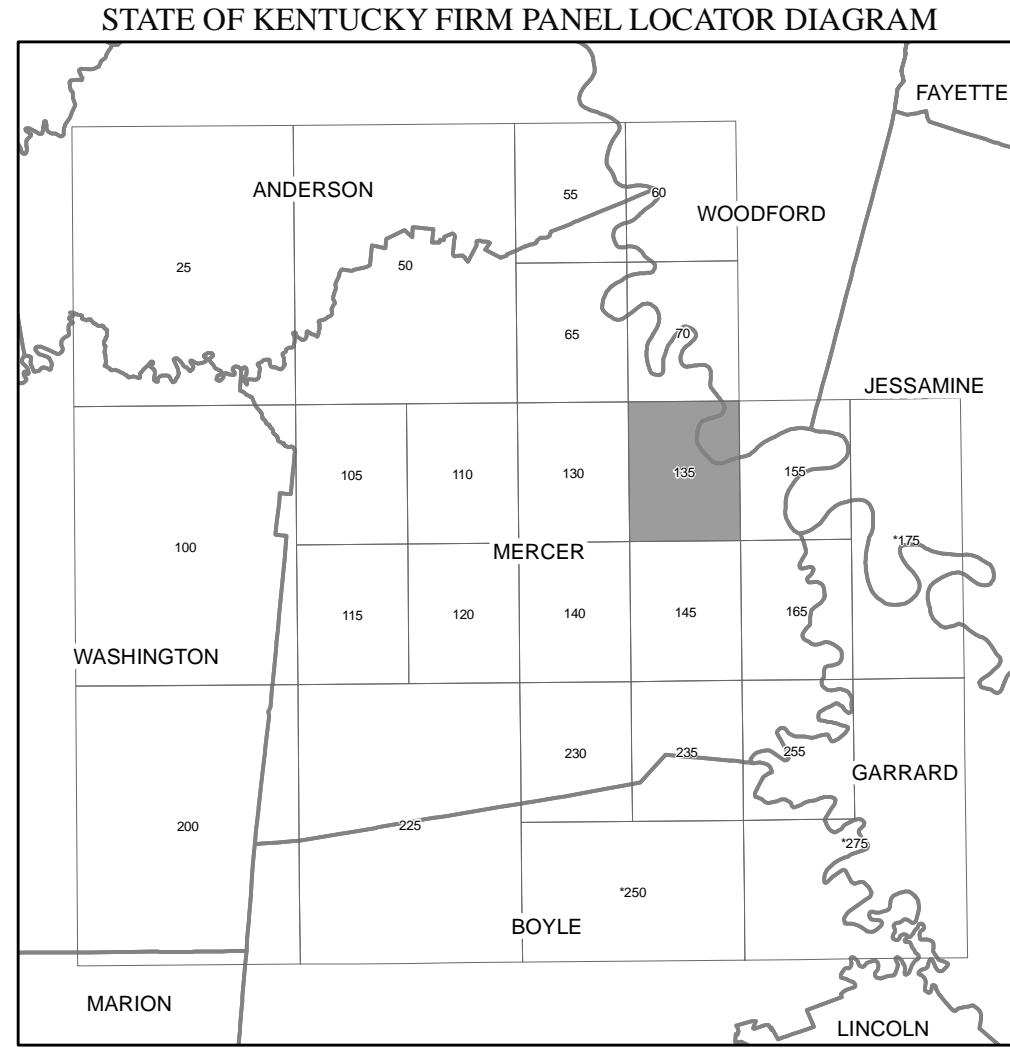 STATE OF KENTUCKY FIRM PANEL LOCATOR DIAGRAM
FAYETTE
ANDERSON
55
60
WOODFORD
25
50
65
70
JESSAMINE
105
110
130
135
155
100
MERCER
*175
115
120
140
145
165
WASHINGTON
230
235
255
GARRARD
200
225
*275
*250
BOYLE
MARION
LINCOLN